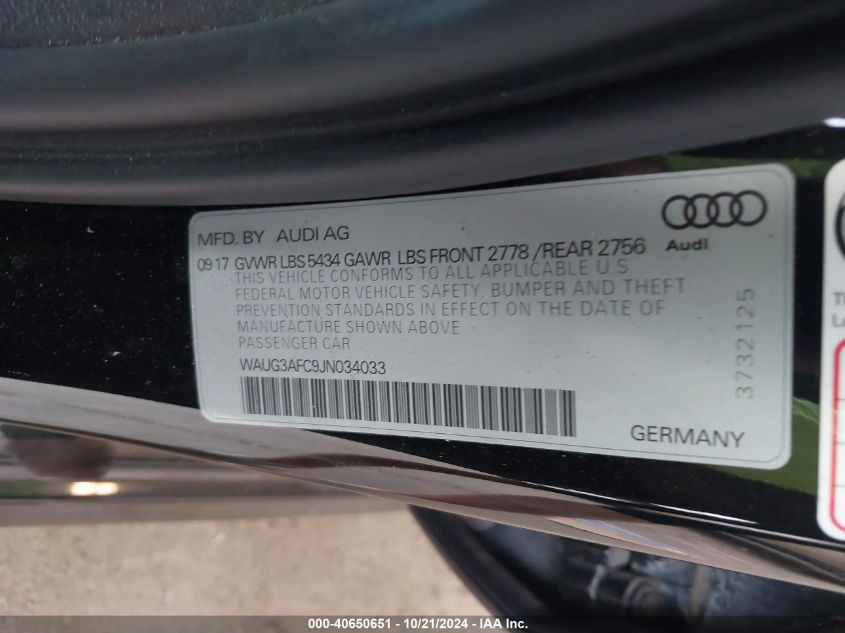 MFD. BY AUDI AG
Audi
09 17 GVWR LBS 5434 GAWR LBS FRONT 2778 /REAR 2756
THIS VEHICLE CONFORMS TO ALL APPLICABLE U S
FEDERAL MOTOR VEHICLE SAFETY, BUMPER AND THEFT
PREVENTION STANDARDS IN EFFECT ON THE DATE OF
MANUFACTURE SHOWN ABOVE
PASSENGER CAR
WAUG3AFC9JN034033
GERMANY
3732125
000-40650651 - 10/21/2024 - IAAI.COM.